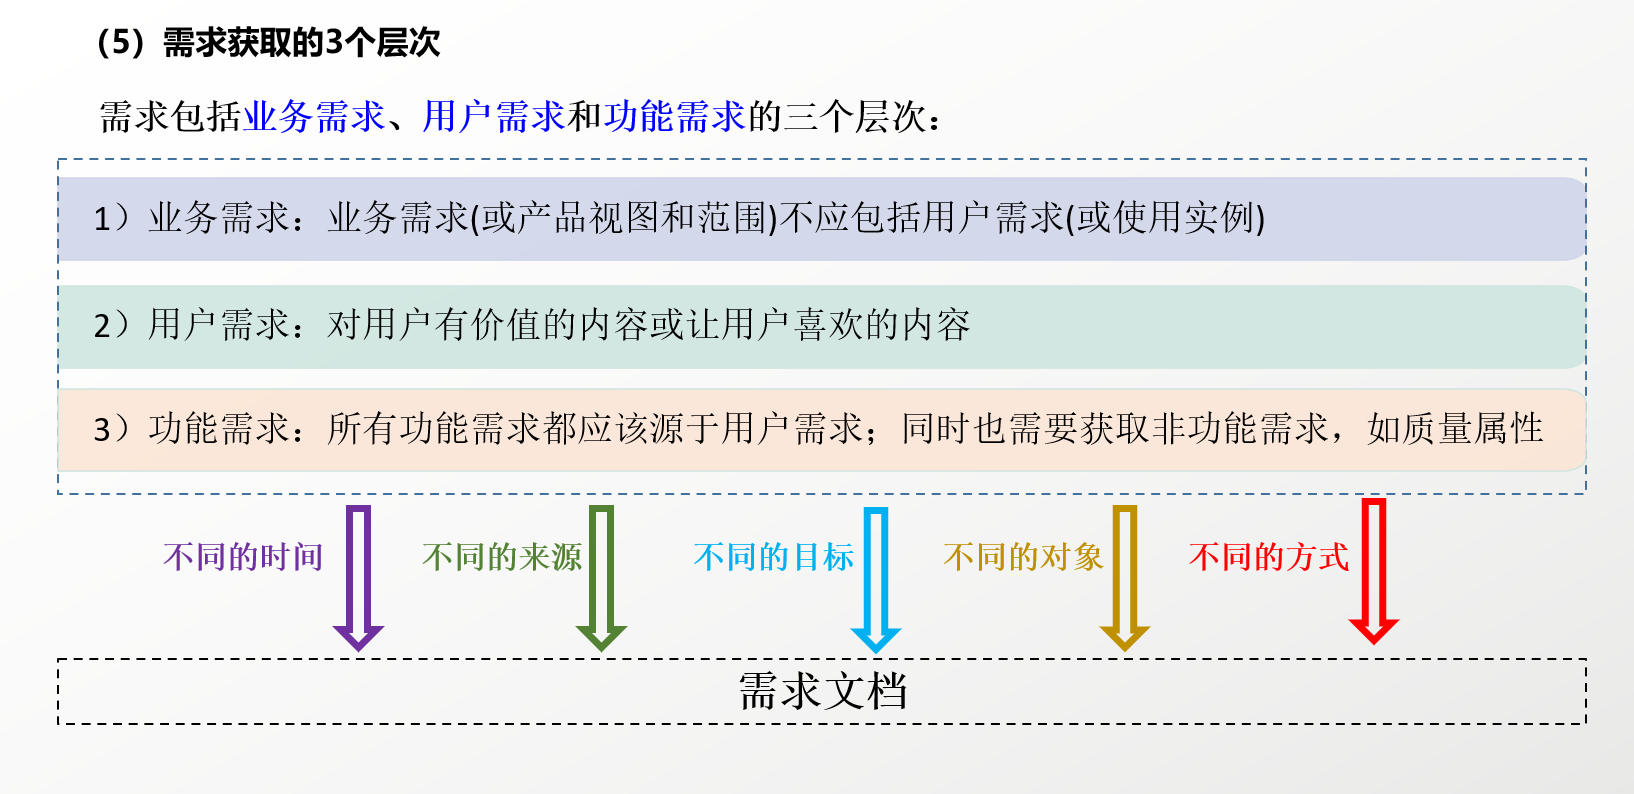 （5）需求获取的3个层次
需求包括业务需求、用户需求和功能需求的三个层次：
1）业务需求：业务需求(或产品视图和范围)不应包括用户需求(或使用实例)
2）用户需求：对用户有价值的内容或让用户喜欢的内容
3）功能需求：所有功能需求都应该源于用户需求；同时也需要获取非功能需求，如质量属性
不同的时间
不同的来源
不同的目标
不同的对象
不同的方式
需求文档